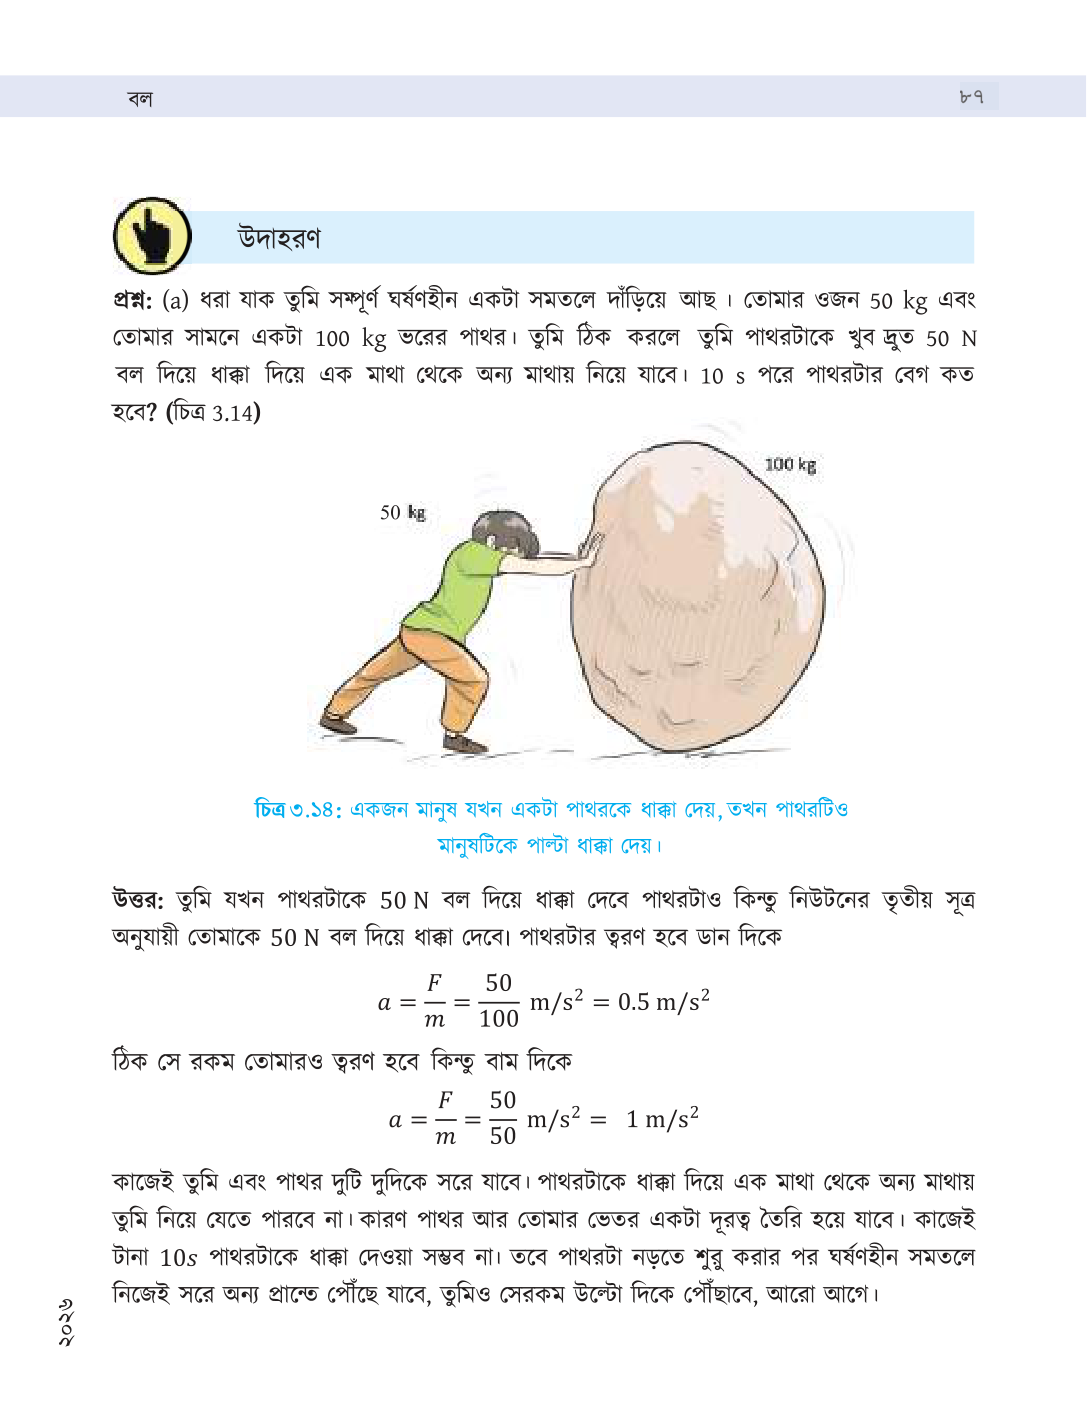 বল
৮৭
উদাহরণ
প্রশ্ন: (a) ধরা যাক তুমি সম্পূর্ণ ঘর্ষণহীন একটা সমতলে দাঁড়িয়ে আছ । তোমার ওজন 50 kg এবং
তোমার সামনে একটা 100 kg ভরের পাথর। তুমি ঠিক করলে তুমি পাথরটাকে খুব দ্রুত 50 N
বল দিয়ে ধাক্কা দিয়ে এক মাথা থেকে অন্য মাথায় নিয়ে যাবে। 10 s পরে পাথরটার বেগ কত
হবে? (চিত্র 3.14)
100 kg
50 kg
চিত্র ৩.১৪: একজন মানুষ যখন একটা পাথরকে ধাক্কা দেয়, তখন পাথরটিও
মানুষটিকে পাল্টা ধাক্কা দেয়।
উত্তর: তুমি যখন পাথরটাকে 50 N বল দিয়ে ধাক্কা দেবে পাথরটাও কিন্তু নিউটনের তৃতীয় সূত্র
অনুযায়ী তোমাকে 50 N বল দিয়ে ধাক্কা দেবে। পাথরটার ত্বরণ হবে ডান দিকে
a = F/m = 50/100 m/s² = 0.5 m/s²
ঠিক সে রকম তোমারও ত্বরণ হবে কিন্তু বাম দিকে
a = F/m = 50/50 m/s² = 1 m/s²
কাজেই তুমি এবং পাথর দুটি দুদিকে সরে যাবে। পাথরটাকে ধাক্কা দিয়ে এক মাথা থেকে অন্য মাথায়
তুমি নিয়ে যেতে পারবে না। কারণ পাথর আর তোমার ভেতর একটা দূরত্ব তৈরি হয়ে যাবে। কাজেই
টানা 10s পাথরটাকে ধাক্কা দেওয়া সম্ভব না। তবে পাথরটা নড়তে শুরু করার পর ঘর্ষণহীন সমতলে
নিজেই সরে অন্য প্রান্তে পৌঁছে যাবে, তুমিও সেরকম উল্টো দিকে পৌঁছাবে, আরো আগে।
২০২৬